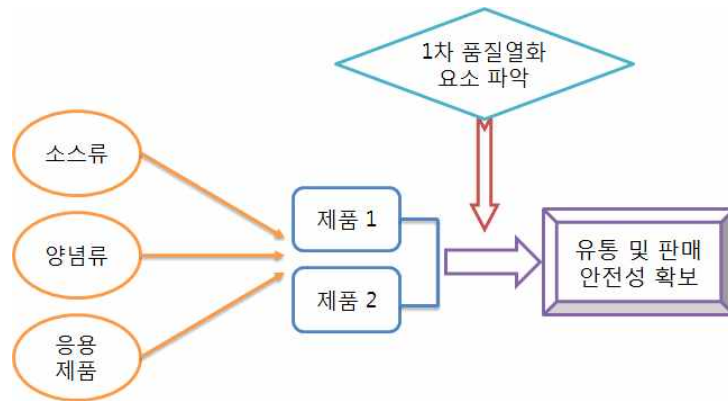 1차 품질열화
요소 파악
소스류
양념류
응용
제품
제품 1
제품 2
유통 및 판매
안전성 확보